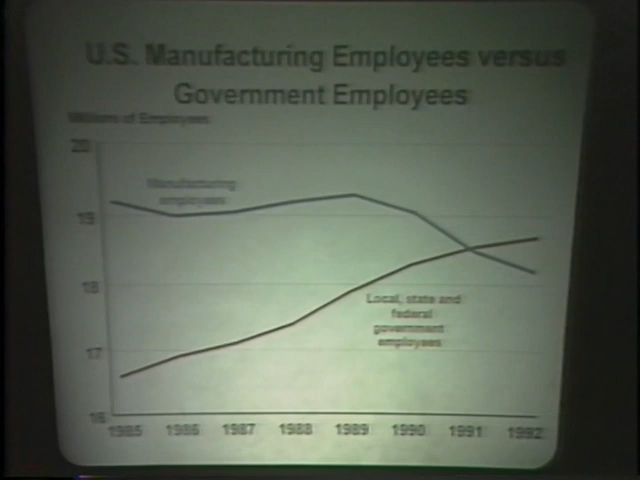 U.S. Manufacturing Employees versus
Government Employees
Millions of Employees
20
Manufacturing
employees
19
18
Local, state and
federal
government
employees
17
16
1985 1986 1987 1988 1989 1990 1991 1992